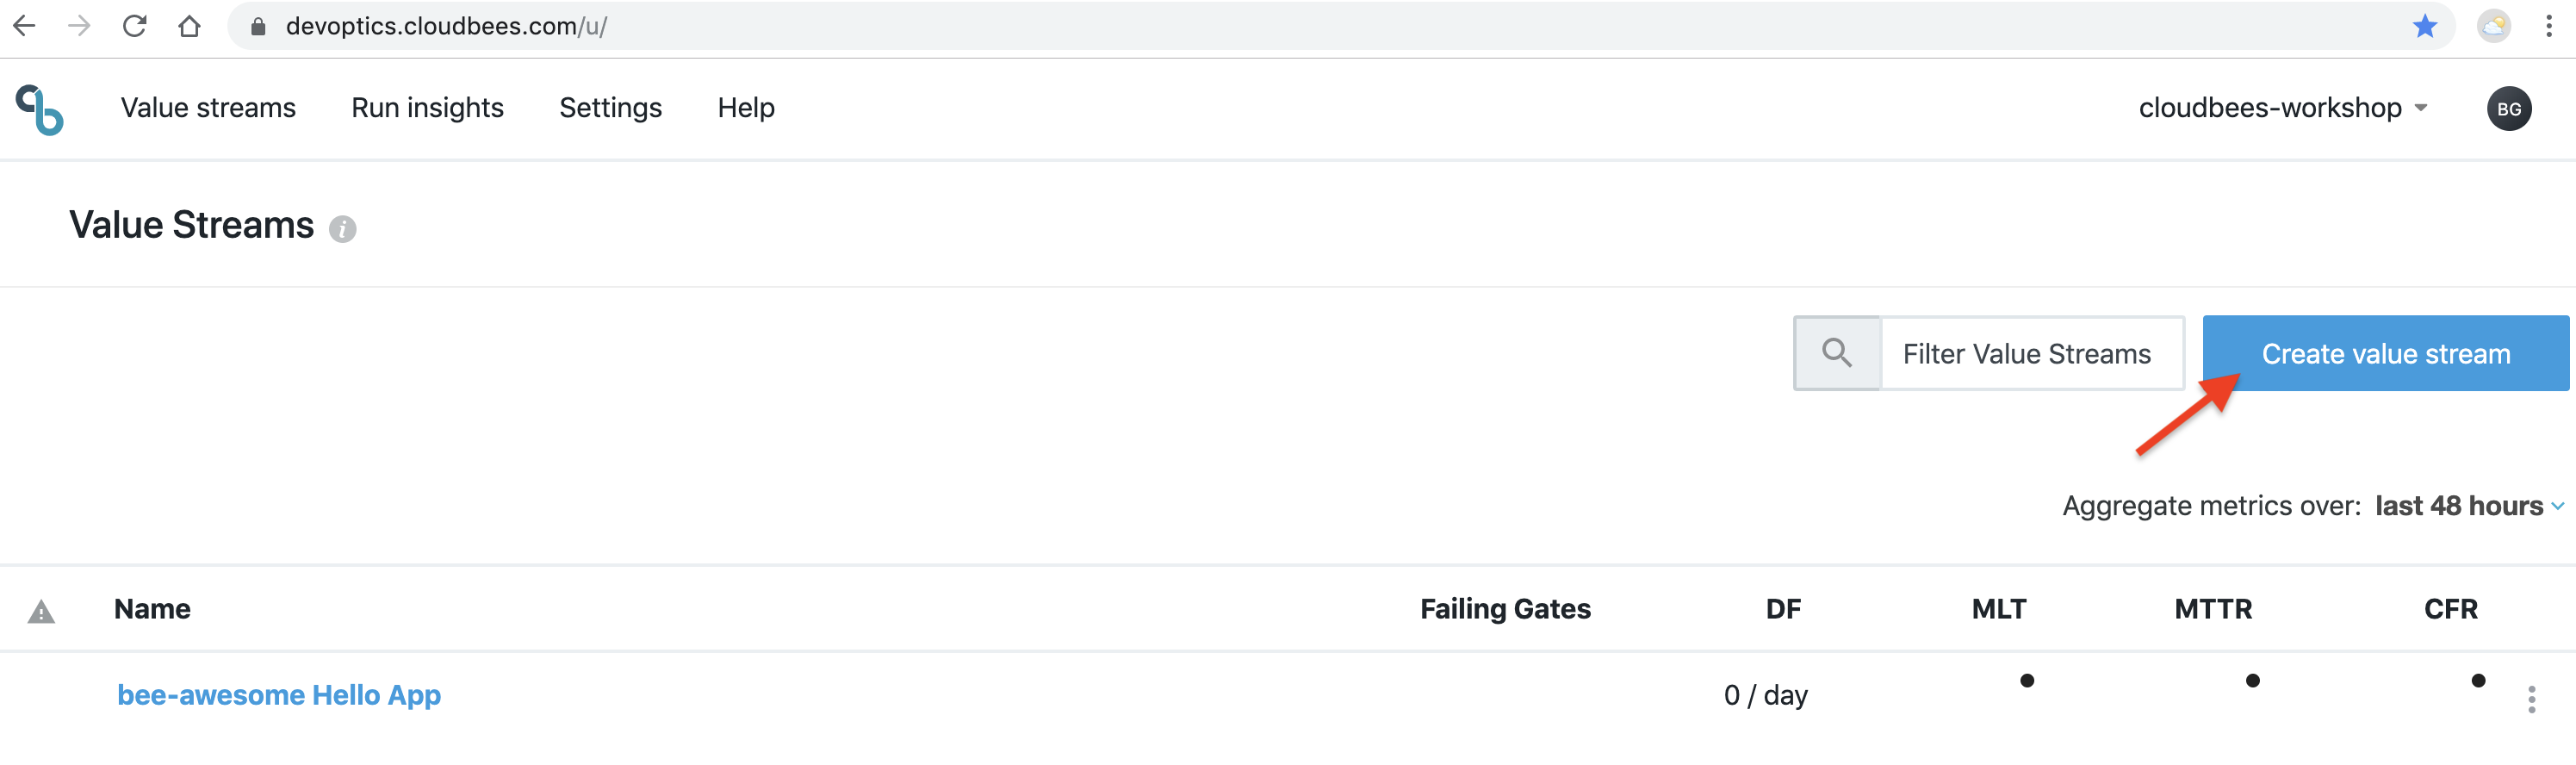 devoptics.cloudbees.com/u/
Value streams Run insights Settings Help cloudbees-workshop BG
Value Streams i
Filter Value Streams Create value stream
Aggregate metrics over: last 48 hours
Name Failing Gates DF MLT MTTR CFR
bee-awesome Hello App 0 / day